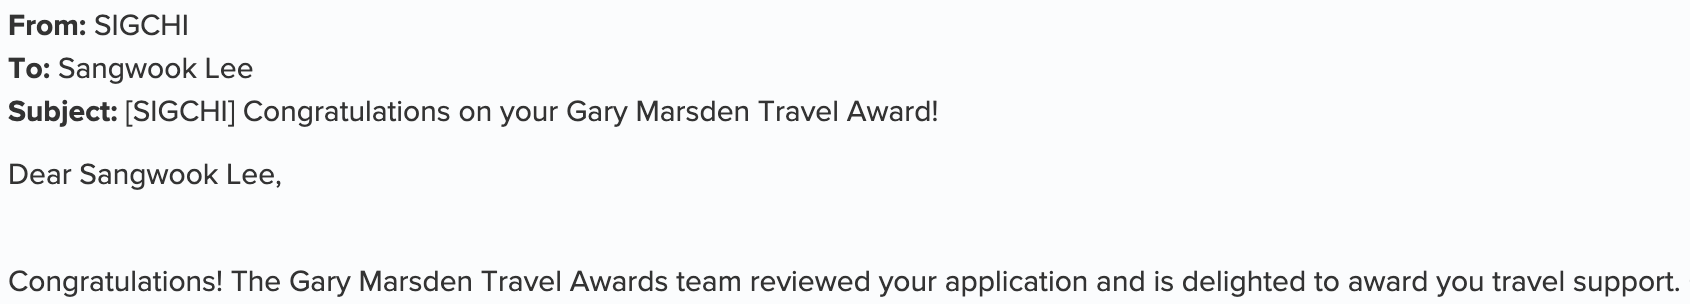 From: SIGCHI
To: Sangwook Lee
Subject: [SIGCHI] Congratulations on your Gary Marsden Travel Award!
Dear Sangwook Lee,
Congratulations! The Gary Marsden Travel Awards team reviewed your application and is delighted to award you travel support.